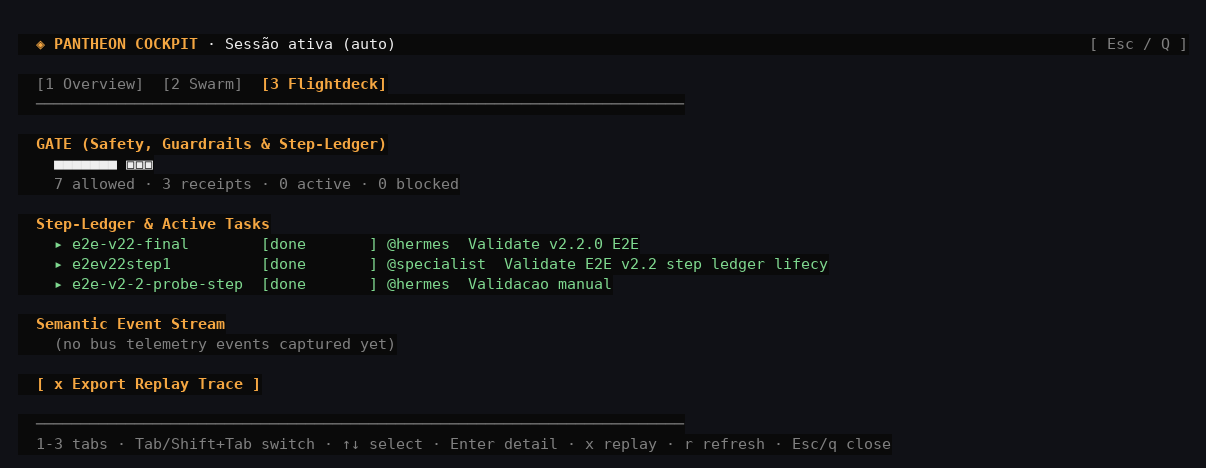 ◈ PANTHEON COCKPIT · Sessão ativa (auto) [ Esc / Q ]
[1 Overview] [2 Swarm] [3 Flightdeck]
GATE (Safety, Guardrails & Step-Ledger)
■■■■■■■ ▣▣▣
7 allowed · 3 receipts · 0 active · 0 blocked
Step-Ledger & Active Tasks
▸ e2e-v22-final [done ] @hermes Validate v2.2.0 E2E
▸ e2ev22step1 [done ] @specialist Validate E2E v2.2 step ledger lifecy
▸ e2e-v2-2-probe-step [done ] @hermes Validacao manual
Semantic Event Stream
(no bus telemetry events captured yet)
[ x Export Replay Trace ]
1-3 tabs · Tab/Shift+Tab switch · ↑↓ select · Enter detail · x replay · r refresh · Esc/q close